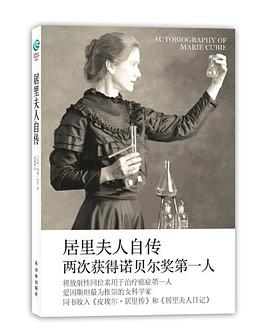 AUTOBIOGRAPHY OF
MARIE CURIE
居里夫人自传
居里夫人自传
两次获得诺贝尔奖第一人
将放射性同位素用于治疗癌症第一人
爱因斯坦最为推崇的女科学家
同书收入《皮埃尔·居里传》和《居里夫人日记》